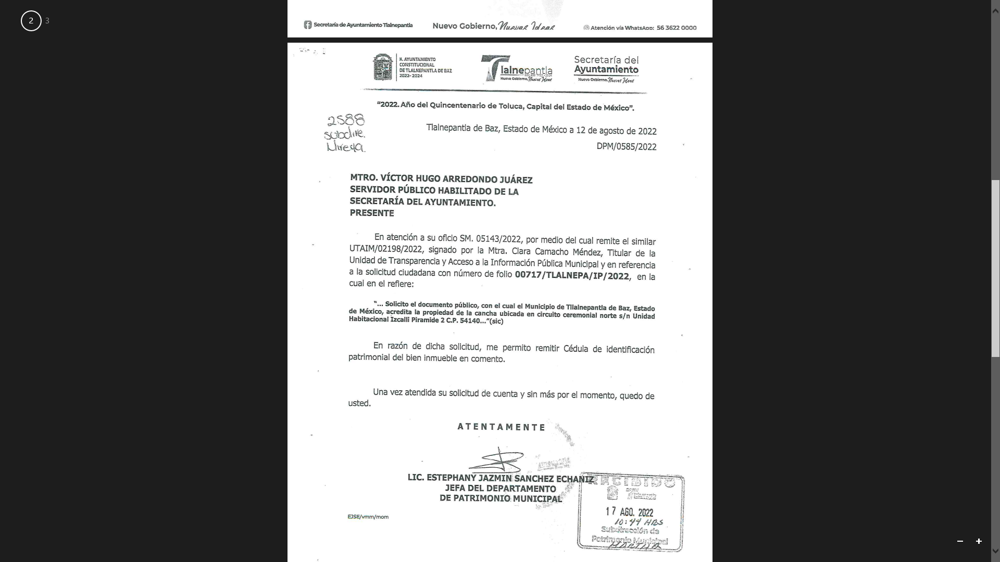 2 3
Secretaría de Ayuntamiento Tlalnepantla
Nuevo Gobierno, Nuevas Ideas
Atención vía WhatsApp: 56 3622 0000
H. AYUNTAMIENTO
CONSTITUCIONAL
DE TLALNEPANTLA DE BAZ
2022-2024
Tlalnepantla
Nuevo Gobierno, Nuevas Ideas
Secretaría del
Ayuntamiento
Nuevo Gobierno, Nuevas Ideas
“2022. Año del Quincentenario de Toluca, Capital del Estado de México”.
2588
subdire.
Tlalnepantla de Baz, Estado de México a 12 de agosto de 2022
DPM/0585/2022
MTRO. VÍCTOR HUGO ARREDONDO JUÁREZ
SERVIDOR PÚBLICO HABILITADO DE LA
SECRETARÍA DEL AYUNTAMIENTO.
PRESENTE
En atención a su oficio SM. 05143/2022, por medio del cual remite el similar
UTAIM/02198/2022, signado por la Mtra. Clara Camacho Méndez, Titular de la
Unidad de Transparencia y Acceso a la Información Pública Municipal y en referencia
a la solicitud ciudadana con número de folio 00717/TLALNEPA/IP/2022, en la
cual en el refiere:
“... Solicito el documento público, con el cual el Municipio de Tllalnepantla de Baz, Estado
de México, acredita la propiedad de la cancha ubicada en circuito ceremonial norte s/n Unidad
Habitacional Izcalli Piramide 2 C.P. 54140...”(sic)
En razón de dicha solicitud, me permito remitir Cédula de identificación
patrimonial del bien inmueble en comento.
Una vez atendida su solicitud de cuenta y sin más por el momento, quedo de
usted.
ATENTAMENTE
LIC. ESTEPHANY JAZMIN SANCHEZ ECHANIZ
JEFA DEL DEPARTAMENTO
DE PATRIMONIO MUNICIPAL
EJSE/vmm/mom
RECIBIDO
17 AGO. 2022
10:44 HRS
Subdirección de
Patrimonio Municipal
MARTHA